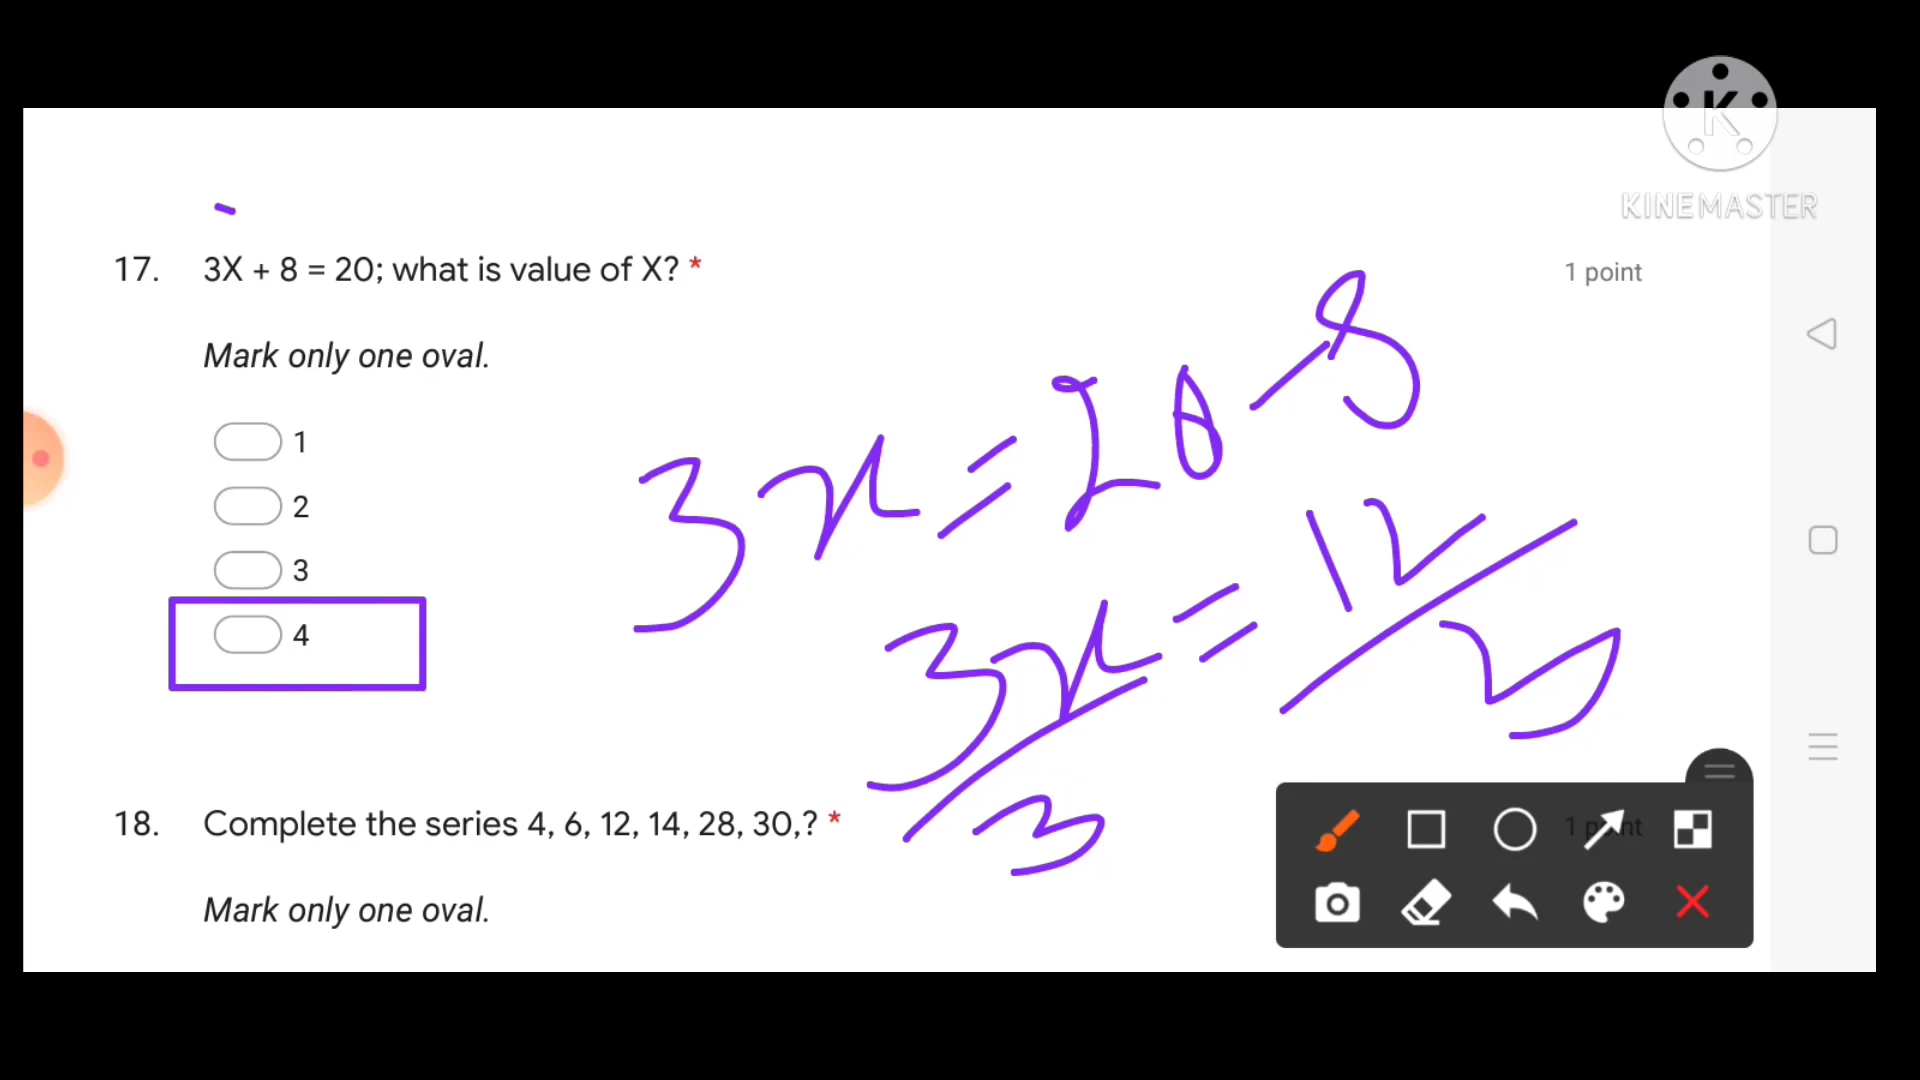 K
KINEMASTER
17. 3X + 8 = 20; what is value of X? *
1 point
Mark only one oval.
1
2
3
4
3x = 20 - 8
3x/3 = 12/3
18. Complete the series 4, 6, 12, 14, 28, 30,? *
1 point
Mark only one oval.